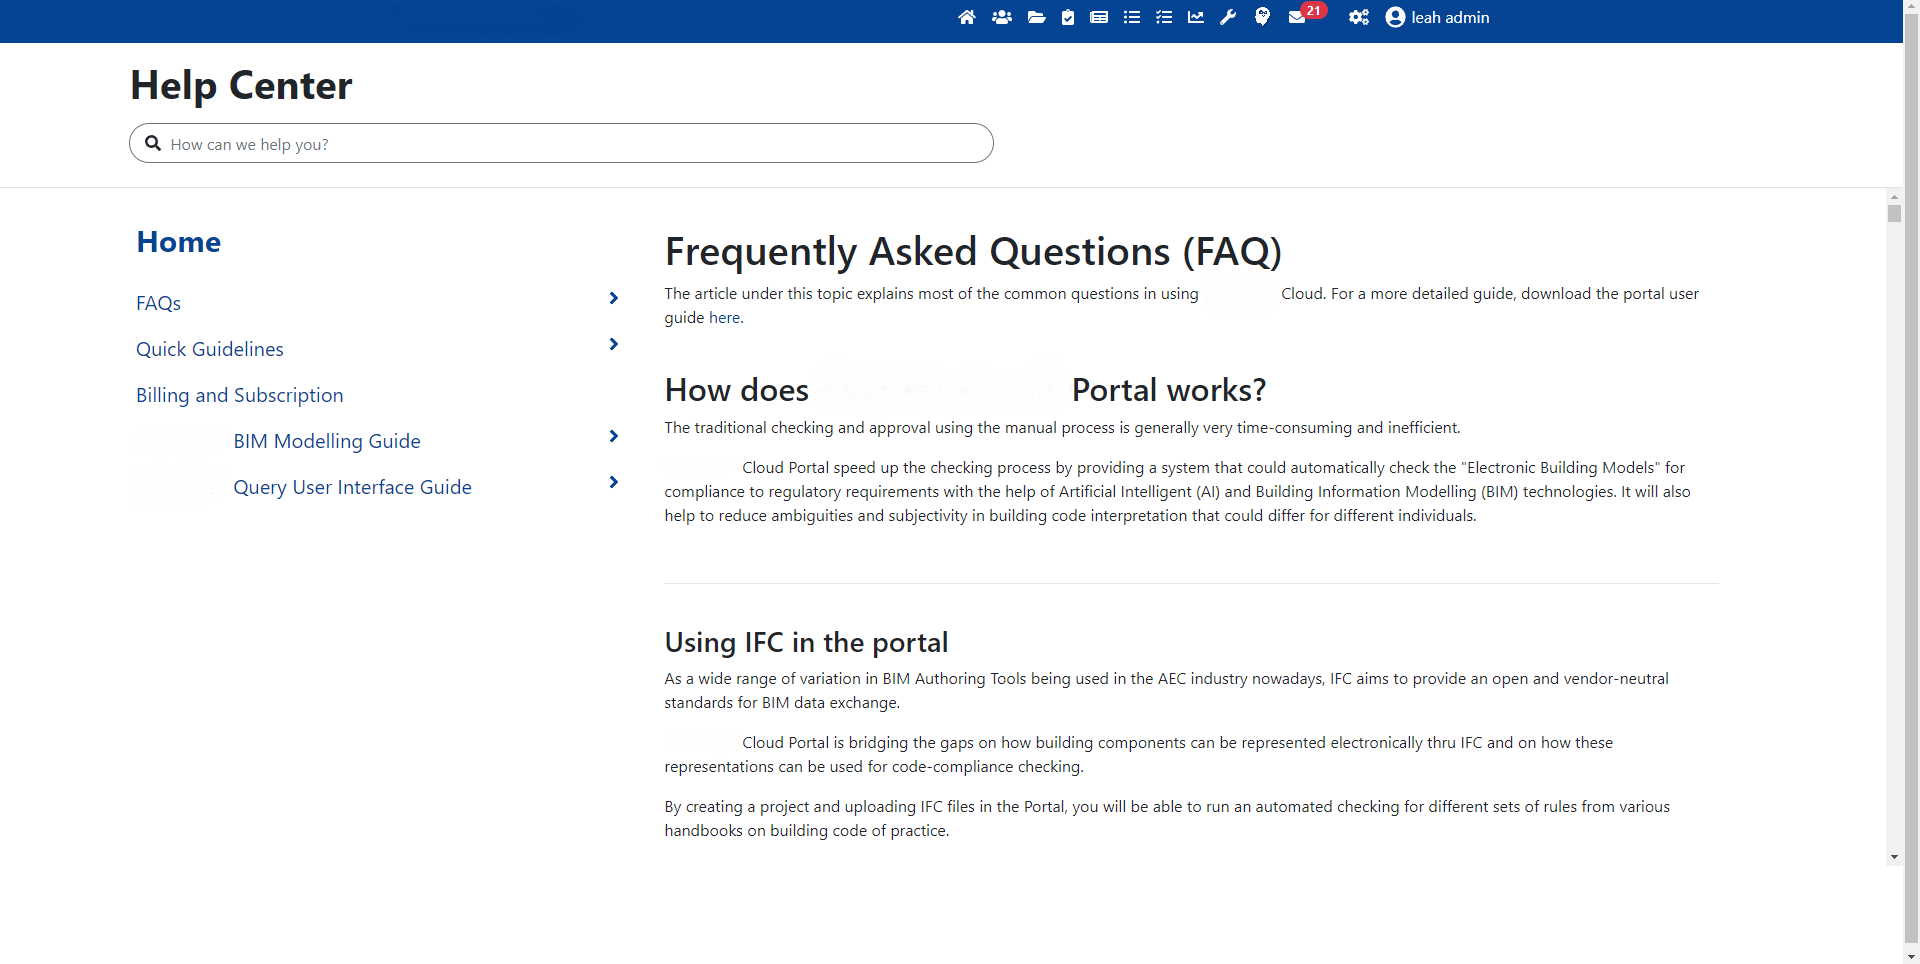 21
leah admin
Help Center
How can we help you?
Home
FAQs
Quick Guidelines
Billing and Subscription
BIM Modelling Guide
Query User Interface Guide
Frequently Asked Questions (FAQ)
The article under this topic explains most of the common questions in using Cloud. For a more detailed guide, download the portal user
guide here.
How does Portal works?
The traditional checking and approval using the manual process is generally very time-consuming and inefficient.
Cloud Portal speed up the checking process by providing a system that could automatically check the "Electronic Building Models" for
compliance to regulatory requirements with the help of Artificial Intelligent (AI) and Building Information Modelling (BIM) technologies. It will also
help to reduce ambiguities and subjectivity in building code interpretation that could differ for different individuals.
Using IFC in the portal
As a wide range of variation in BIM Authoring Tools being used in the AEC industry nowadays, IFC aims to provide an open and vendor-neutral
standards for BIM data exchange.
Cloud Portal is bridging the gaps on how building components can be represented electronically thru IFC and on how these
representations can be used for code-compliance checking.
By creating a project and uploading IFC files in the Portal, you will be able to run an automated checking for different sets of rules from various
handbooks on building code of practice.